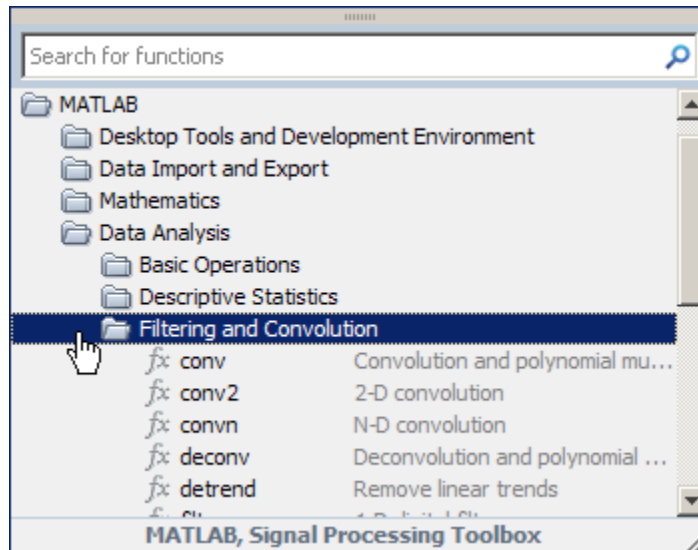 Search for functions
MATLAB
Desktop Tools and Development Environment
Data Import and Export
Mathematics
Data Analysis
Basic Operations
Descriptive Statistics
Filtering and Convolution
fx conv Convolution and polynomial mu...
fx conv2 2-D convolution
fx convn N-D convolution
fx deconv Deconvolution and polynomial ...
fx detrend Remove linear trends
MATLAB, Signal Processing Toolbox